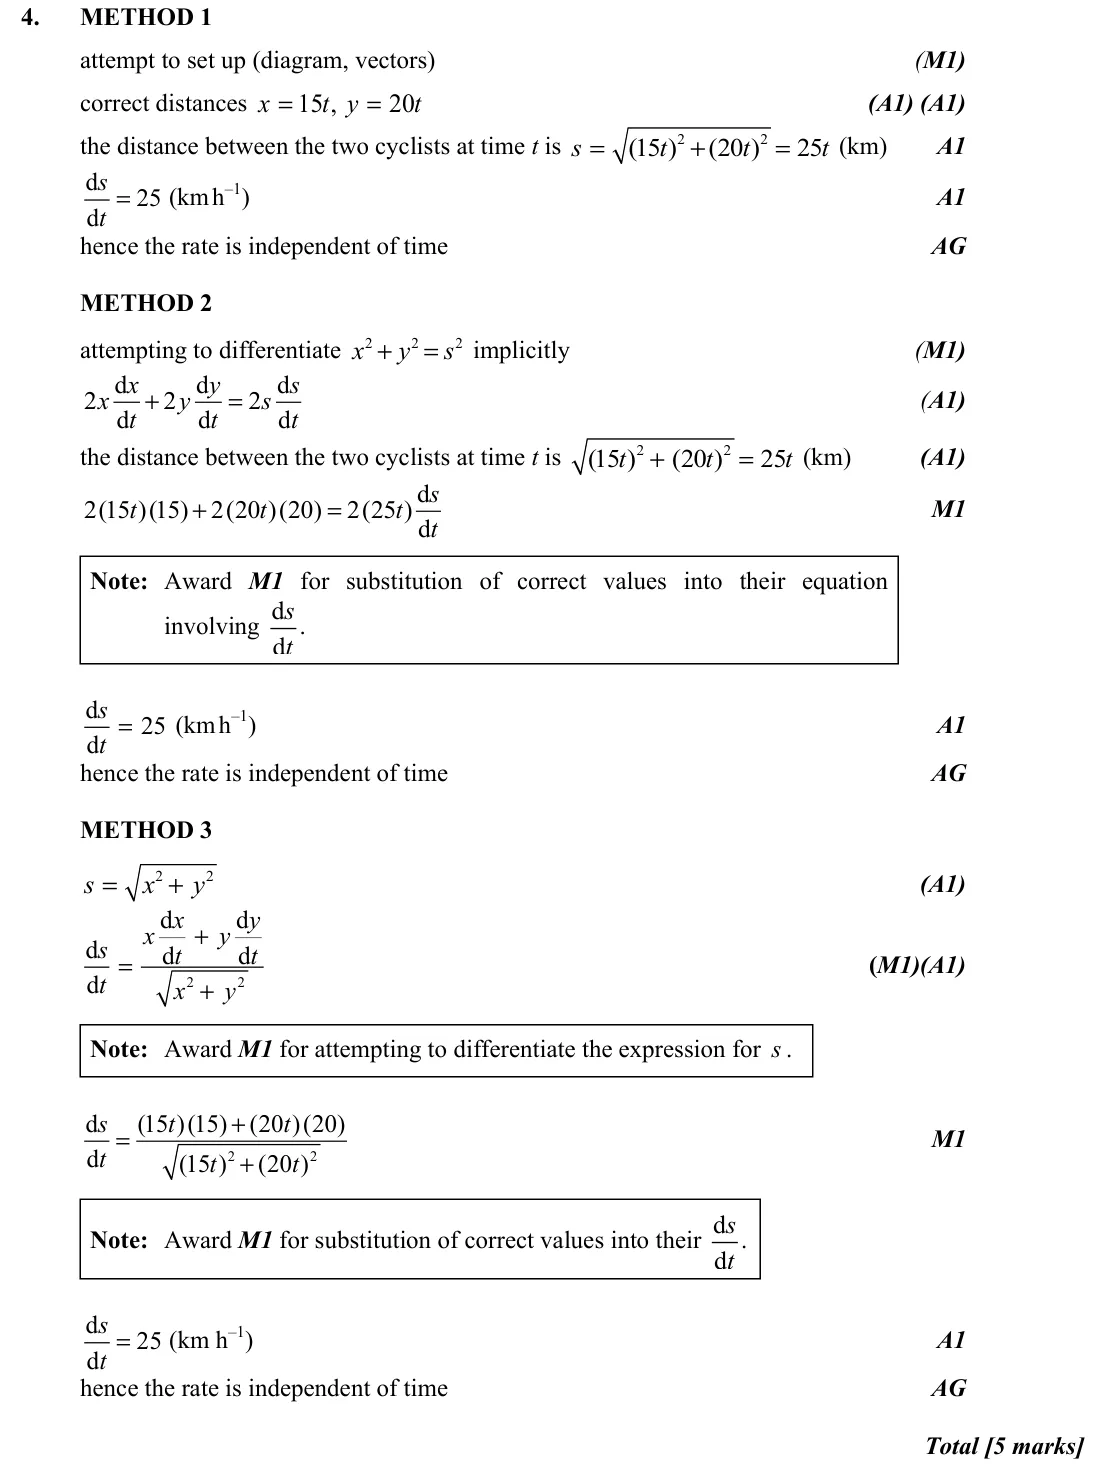 4. METHOD 1
attempt to set up (diagram, vectors) (M1)
correct distances x = 15t, y = 20t (A1) (A1)
the distance between the two cyclists at time t is s = √((15t)² + (20t)²) = 25t (km) A1
ds/dt = 25 (km h⁻¹) A1
hence the rate is independent of time AG
METHOD 2
attempting to differentiate x² + y² = s² implicitly (M1)
2x dx/dt + 2y dy/dt = 2s ds/dt (A1)
the distance between the two cyclists at time t is √((15t)² + (20t)²) = 25t (km) (A1)
2(15t)(15) + 2(20t)(20) = 2(25t) ds/dt M1
Note: Award M1 for substitution of correct values into their equation
involving ds/dt.
ds/dt = 25 (km h⁻¹) A1
hence the rate is independent of time AG
METHOD 3
s = √(x² + y²) (A1)
ds/dt = (x dx/dt + y dy/dt)/√(x² + y²) (M1)(A1)
Note: Award M1 for attempting to differentiate the expression for s.
ds/dt = ((15t)(15) + (20t)(20))/√((15t)² + (20t)²) M1
Note: Award M1 for substitution of correct values into their ds/dt.
ds/dt = 25 (km h⁻¹) A1
hence the rate is independent of time AG
Total [5 marks]